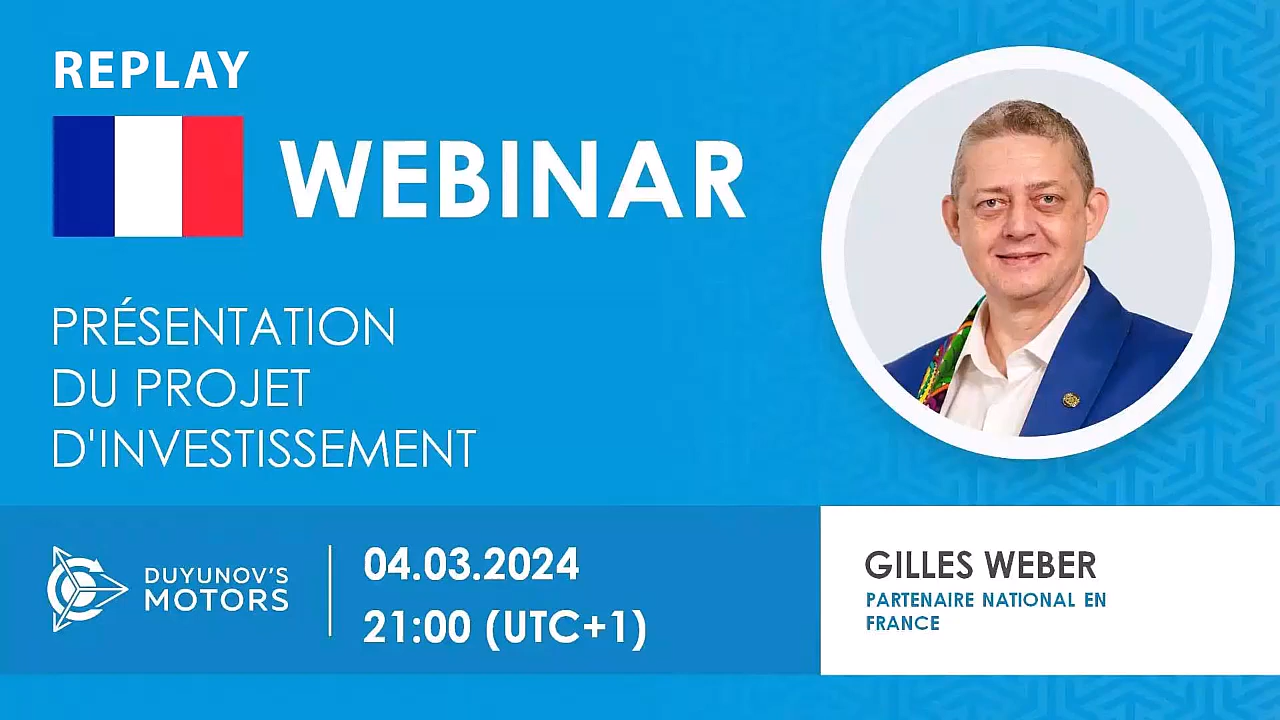 REPLAY
WEBINAR
PRÉSENTATION
DU PROJET
D'INVESTISSEMENT
DUYUNOV'S
MOTORS
04.03.2024
21:00 (UTC+1)
GILLES WEBER
PARTENAIRE NATIONAL EN
FRANCE